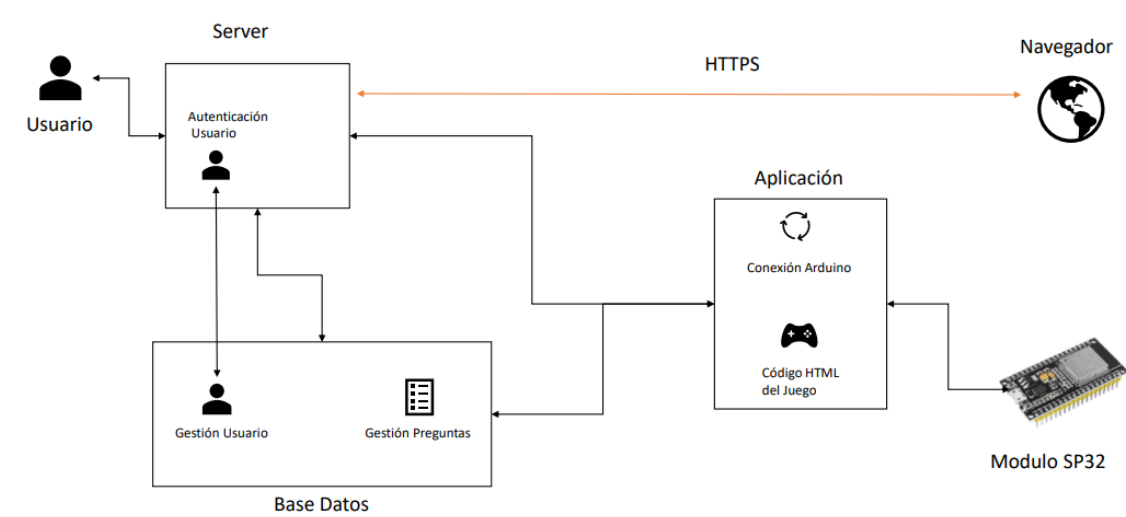 Server
Navegador
HTTPS
Usuario
Autenticación
Usuario
Aplicación
Conexión Arduino
Código HTML
del Juego
Gestión Usuario
Gestión Preguntas
Modulo SP32
Base Datos